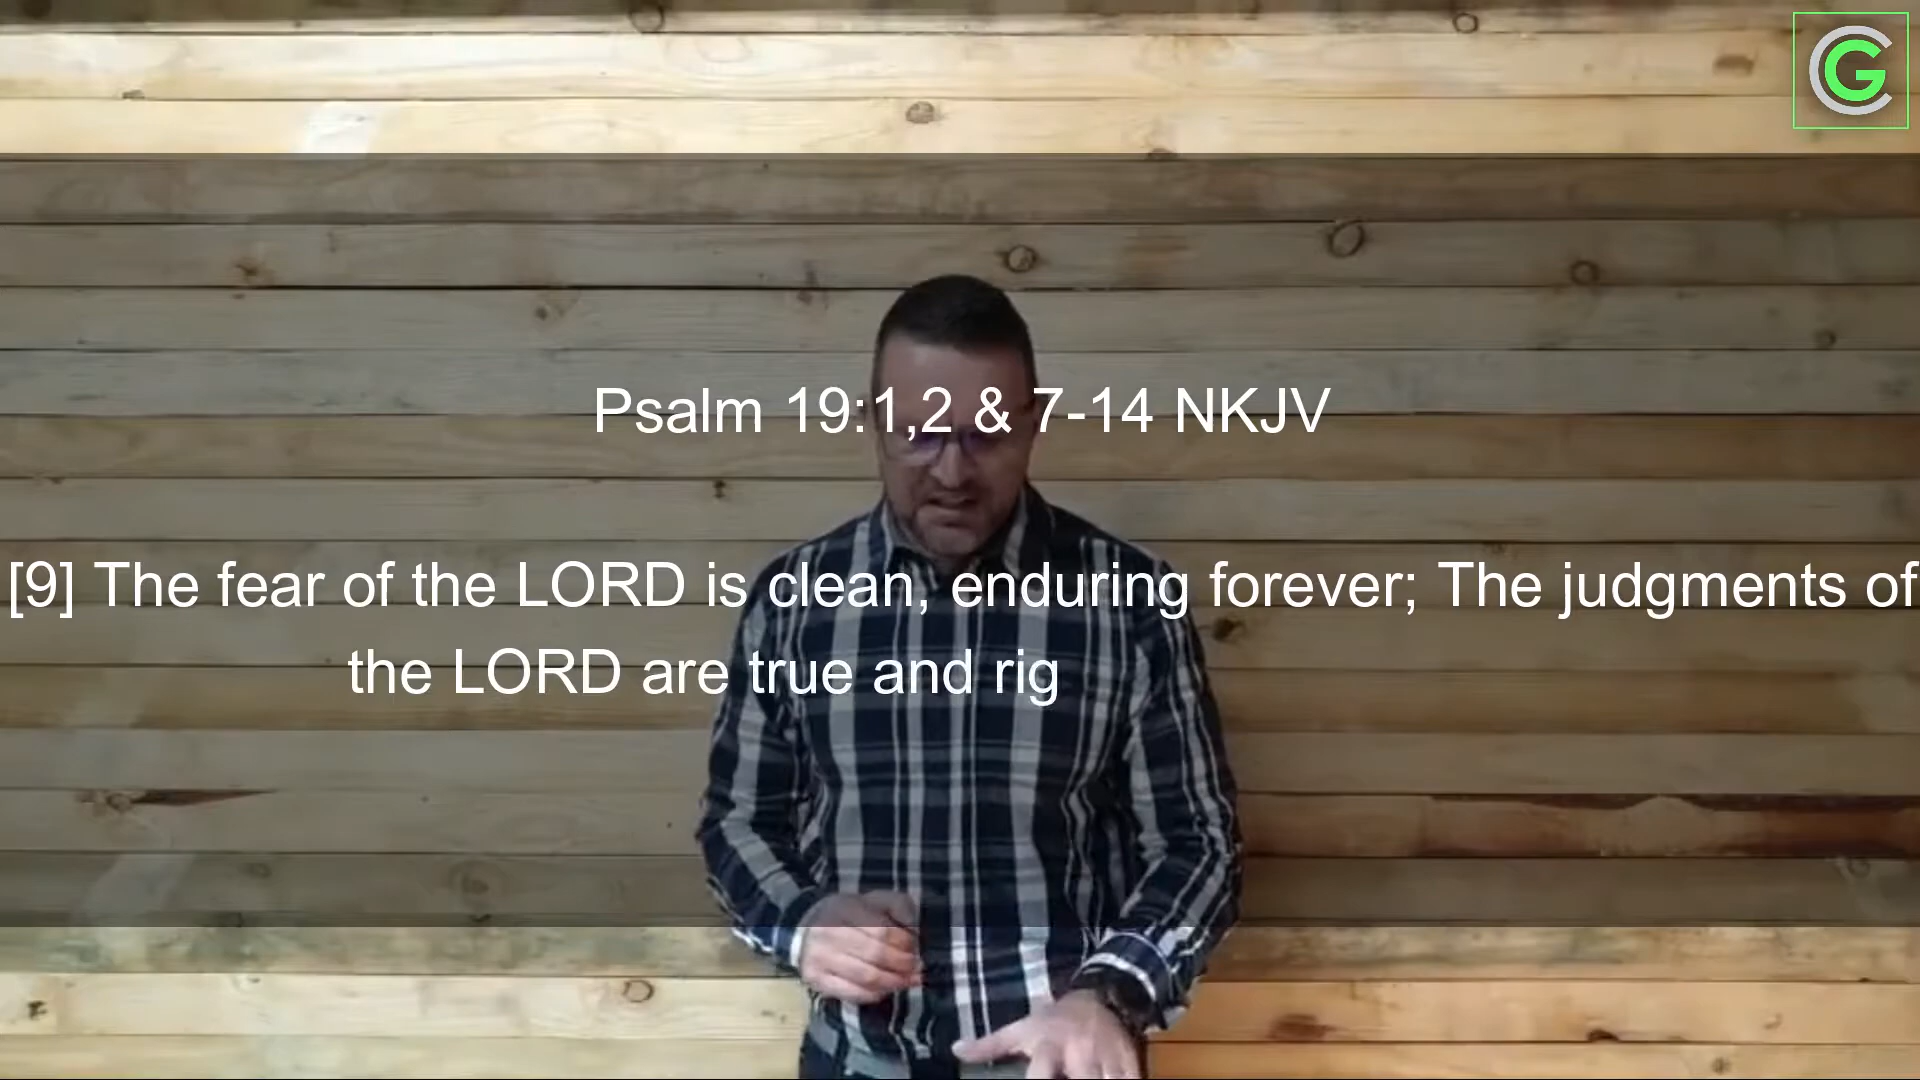 CG
Psalm 19:1,2 & 7-14 NKJV
[9] The fear of the LORD is clean, enduring forever; The judgments of
the LORD are true and rig